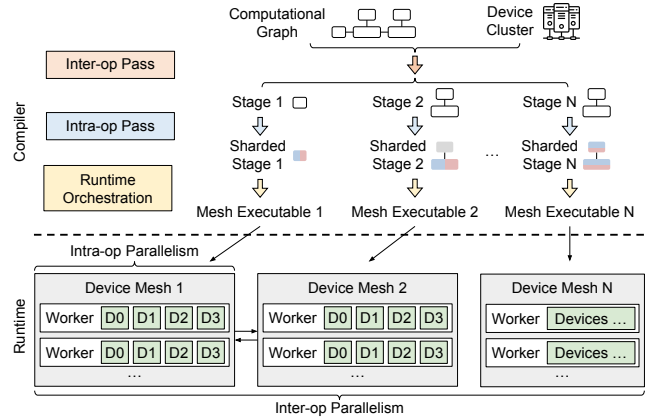 Computational
Graph
Device
Cluster
Inter-op Pass
Compiler
Intra-op Pass
Stage 1
Stage 2
Stage N
Sharded
Stage 1
Sharded
Stage 2
...
Sharded
Stage N
Runtime
Orchestration
Mesh Executable 1
Mesh Executable 2
Mesh Executable N
Intra-op Parallelism
Runtime
Device Mesh 1
Worker D0 D1 D2 D3
Worker D0 D1 D2 D3
...
Device Mesh 2
Worker D0 D1 D2 D3
Worker D0 D1 D2 D3
...
Device Mesh N
Worker Devices ...
Worker Devices ...
...
Inter-op Parallelism